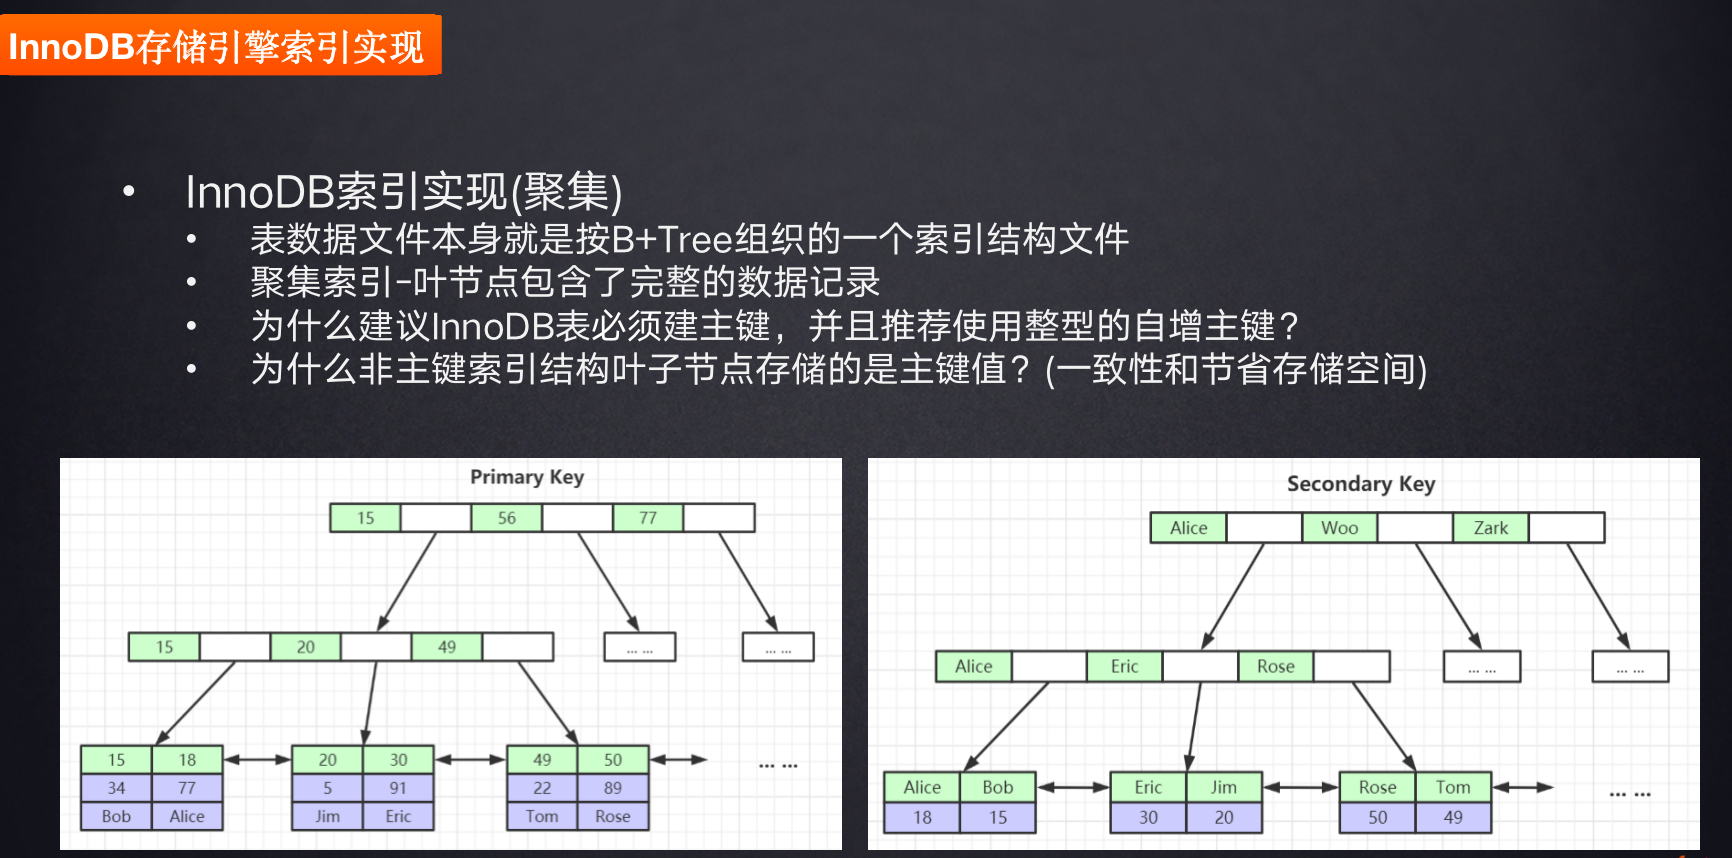 InnoDB存储引擎索引实现
• InnoDB索引实现(聚集)
• 表数据文件本身就是按B+Tree组织的一个索引结构文件
• 聚集索引-叶节点包含了完整的数据记录
• 为什么建议InnoDB表必须建主键，并且推荐使用整型的自增主键？
• 为什么非主键索引结构叶子节点存储的是主键值？(一致性和节省存储空间)
Primary Key
15 56 77
15 20 49 ... ... ... ...
15 18 20 30 49 50 ... ...
34 77 5 91 22 89
Bob Alice Jim Eric Tom Rose
Secondary Key
Alice Woo Zark
Alice Eric Rose ... ... ... ...
Alice Bob Eric Jim Rose Tom ... ...
18 15 30 20 50 49